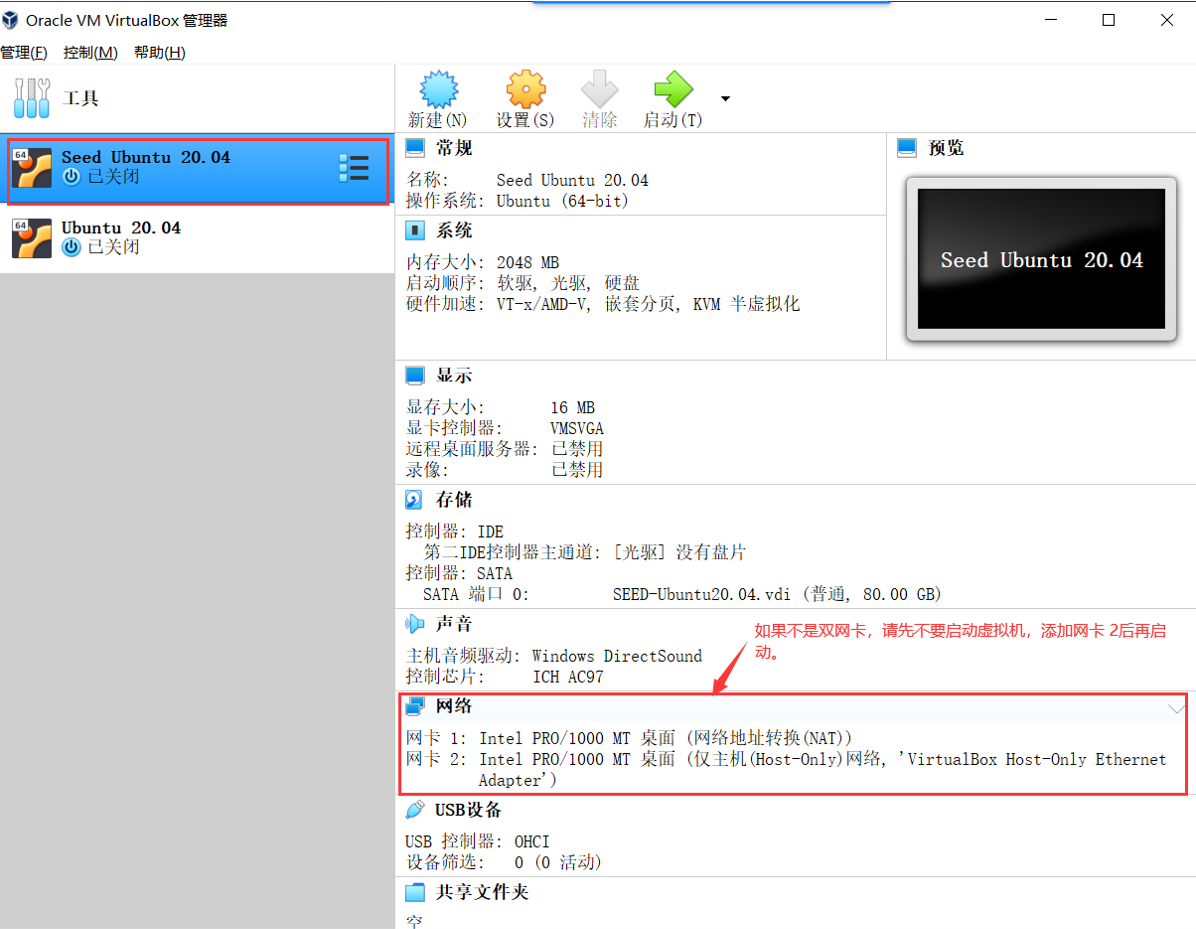 Oracle VM VirtualBox 管理器
管理(F) 控制(M) 帮助(H)
工具
新建(N) 设置(S) 清除 启动(T)
64
Seed Ubuntu 20.04
已关闭
64
Ubuntu 20.04
已关闭
常规
名称: Seed Ubuntu 20.04
操作系统: Ubuntu (64-bit)
预览
Seed Ubuntu 20.04
系统
内存大小: 2048 MB
启动顺序: 软驱, 光驱, 硬盘
硬件加速: VT-x/AMD-V, 嵌套分页, KVM 半虚拟化
显示
显存大小: 16 MB
显卡控制器: VMSVGA
远程桌面服务器: 已禁用
录像: 已禁用
存储
控制器: IDE
第二IDE控制器主通道: [光驱] 没有盘片
控制器: SATA
SATA 端口 0: SEED-Ubuntu20.04.vdi (普通, 80.00 GB)
声音
主机音频驱动: Windows DirectSound
控制芯片: ICH AC97
如果不是双网卡，请先不要启动虚拟机，添加网卡 2后再启
动。
网络
网卡 1: Intel PRO/1000 MT 桌面 (网络地址转换(NAT))
网卡 2: Intel PRO/1000 MT 桌面 (仅主机(Host-Only)网络, 'VirtualBox Host-Only Ethernet
Adapter')
USB设备
USB 控制器: OHCI
设备筛选: 0 (0 活动)
共享文件夹
空